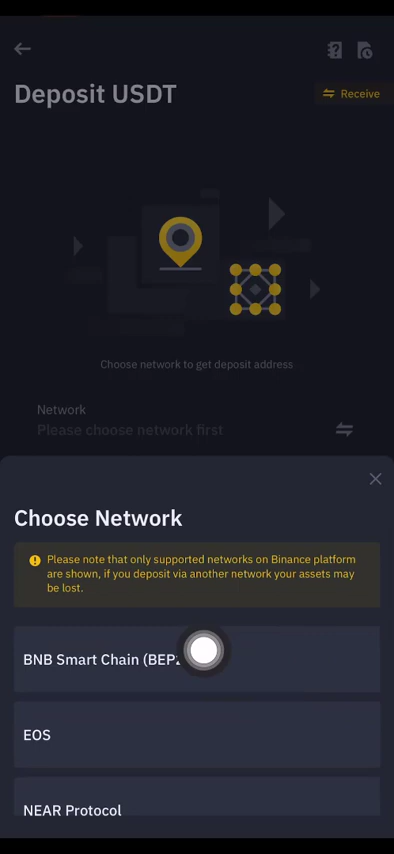 Deposit USDT
Receive
Choose network to get deposit address
Network
Please choose network first
Choose Network
Please note that only supported networks on Binance platform
are shown, if you deposit via another network your assets may
be lost.
BNB Smart Chain
EOS
NEAR Protocol